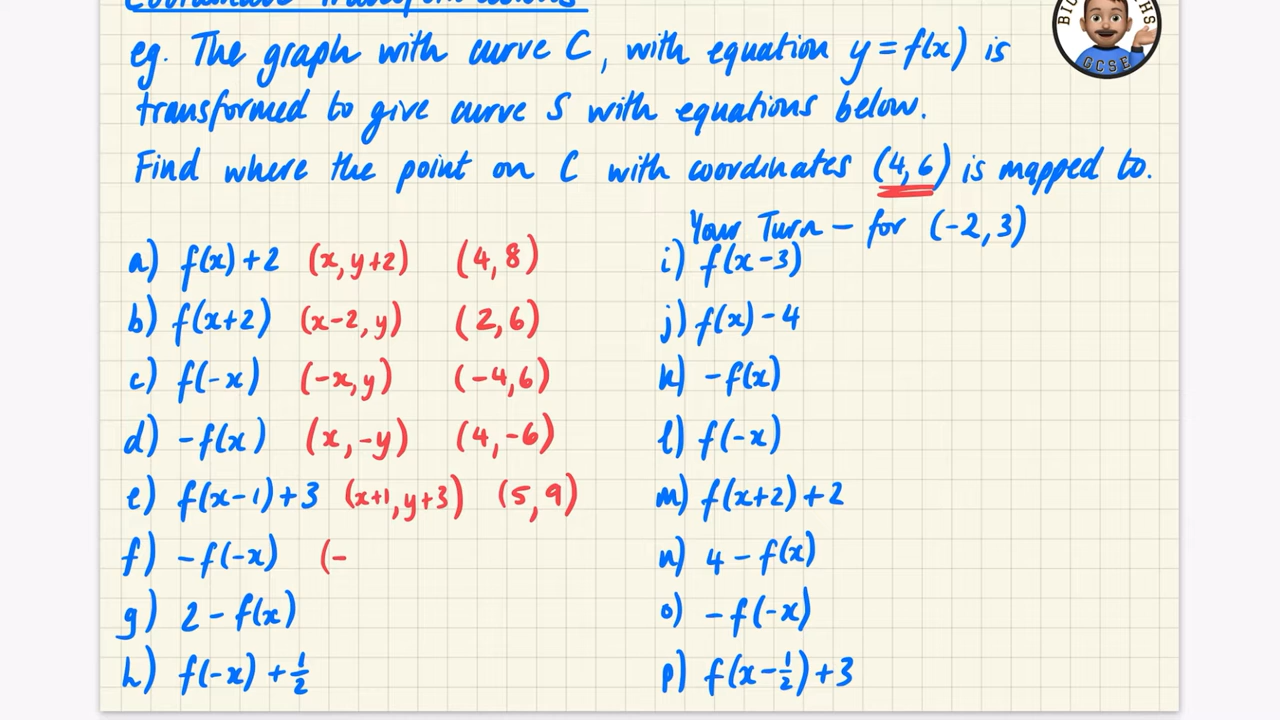 Coordinate Transformations
eg. The graph with curve C, with equation y = f(x) is
transformed to give curve S with equations below.
Find where the point on C with coordinates (4,6) is mapped to.
Your Turn – for (-2,3)
a) f(x)+2 (x, y+2) (4,8)
b) f(x+2) (x-2, y) (2,6)
c) f(-x) (-x, y) (-4,6)
d) -f(x) (x, -y) (4,-6)
e) f(x-1)+3 (x+1, y+3) (5,9)
f) -f(-x) (-
g) 2 - f(x)
h) f(-x) + 1/2
i) f(x-3)
j) f(x) - 4
k) -f(x)
l) f(-x)
m) f(x+2)+2
n) 4 - f(x)
o) -f(-x)
p) f(x-1/2)+3
GCSE